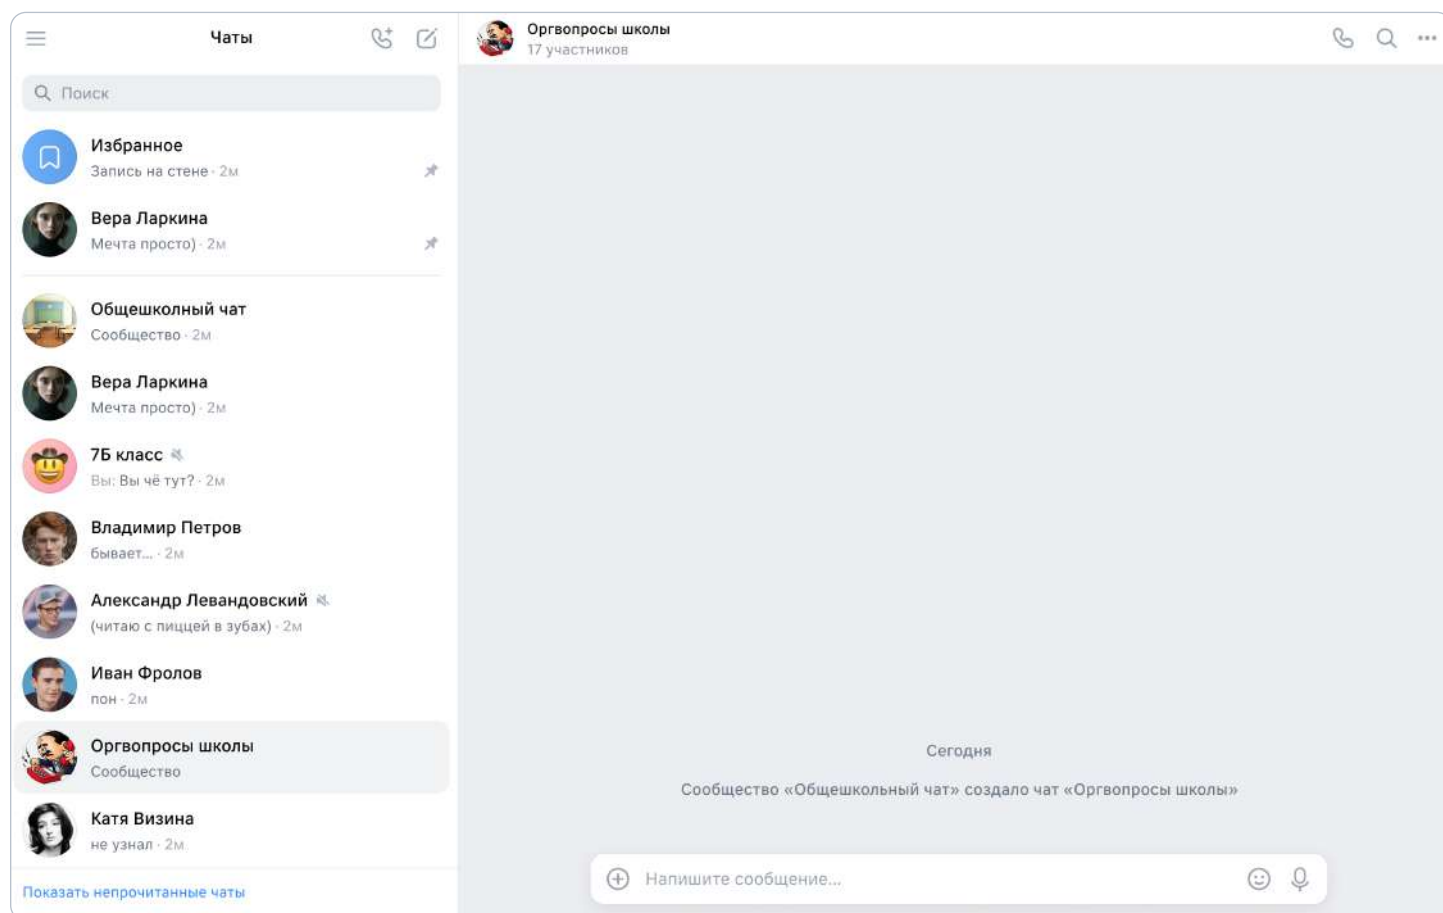 Чаты
Поиск
Избранное
Запись на стене · 2м
Вера Ларкина
Мечта просто) · 2м
Общешколный чат
Сообщество · 2м
Вера Ларкина
Мечта просто) · 2м
7Б класс
Вы: Вы чё тут? · 2м
Владимир Петров
бывает... · 2м
Александр Левандовский
(читаю с пиццей в зубах) · 2м
Иван Фролов
пон · 2м
Оргвопросы школы
Сообщество
Катя Визина
не узнал · 2м
Показать непрочитанные чаты
Оргвопросы школы
17 участников
Сегодня
Сообщество «Общешкольный чат» создало чат «Оргвопросы школы»
Напишите сообщение...